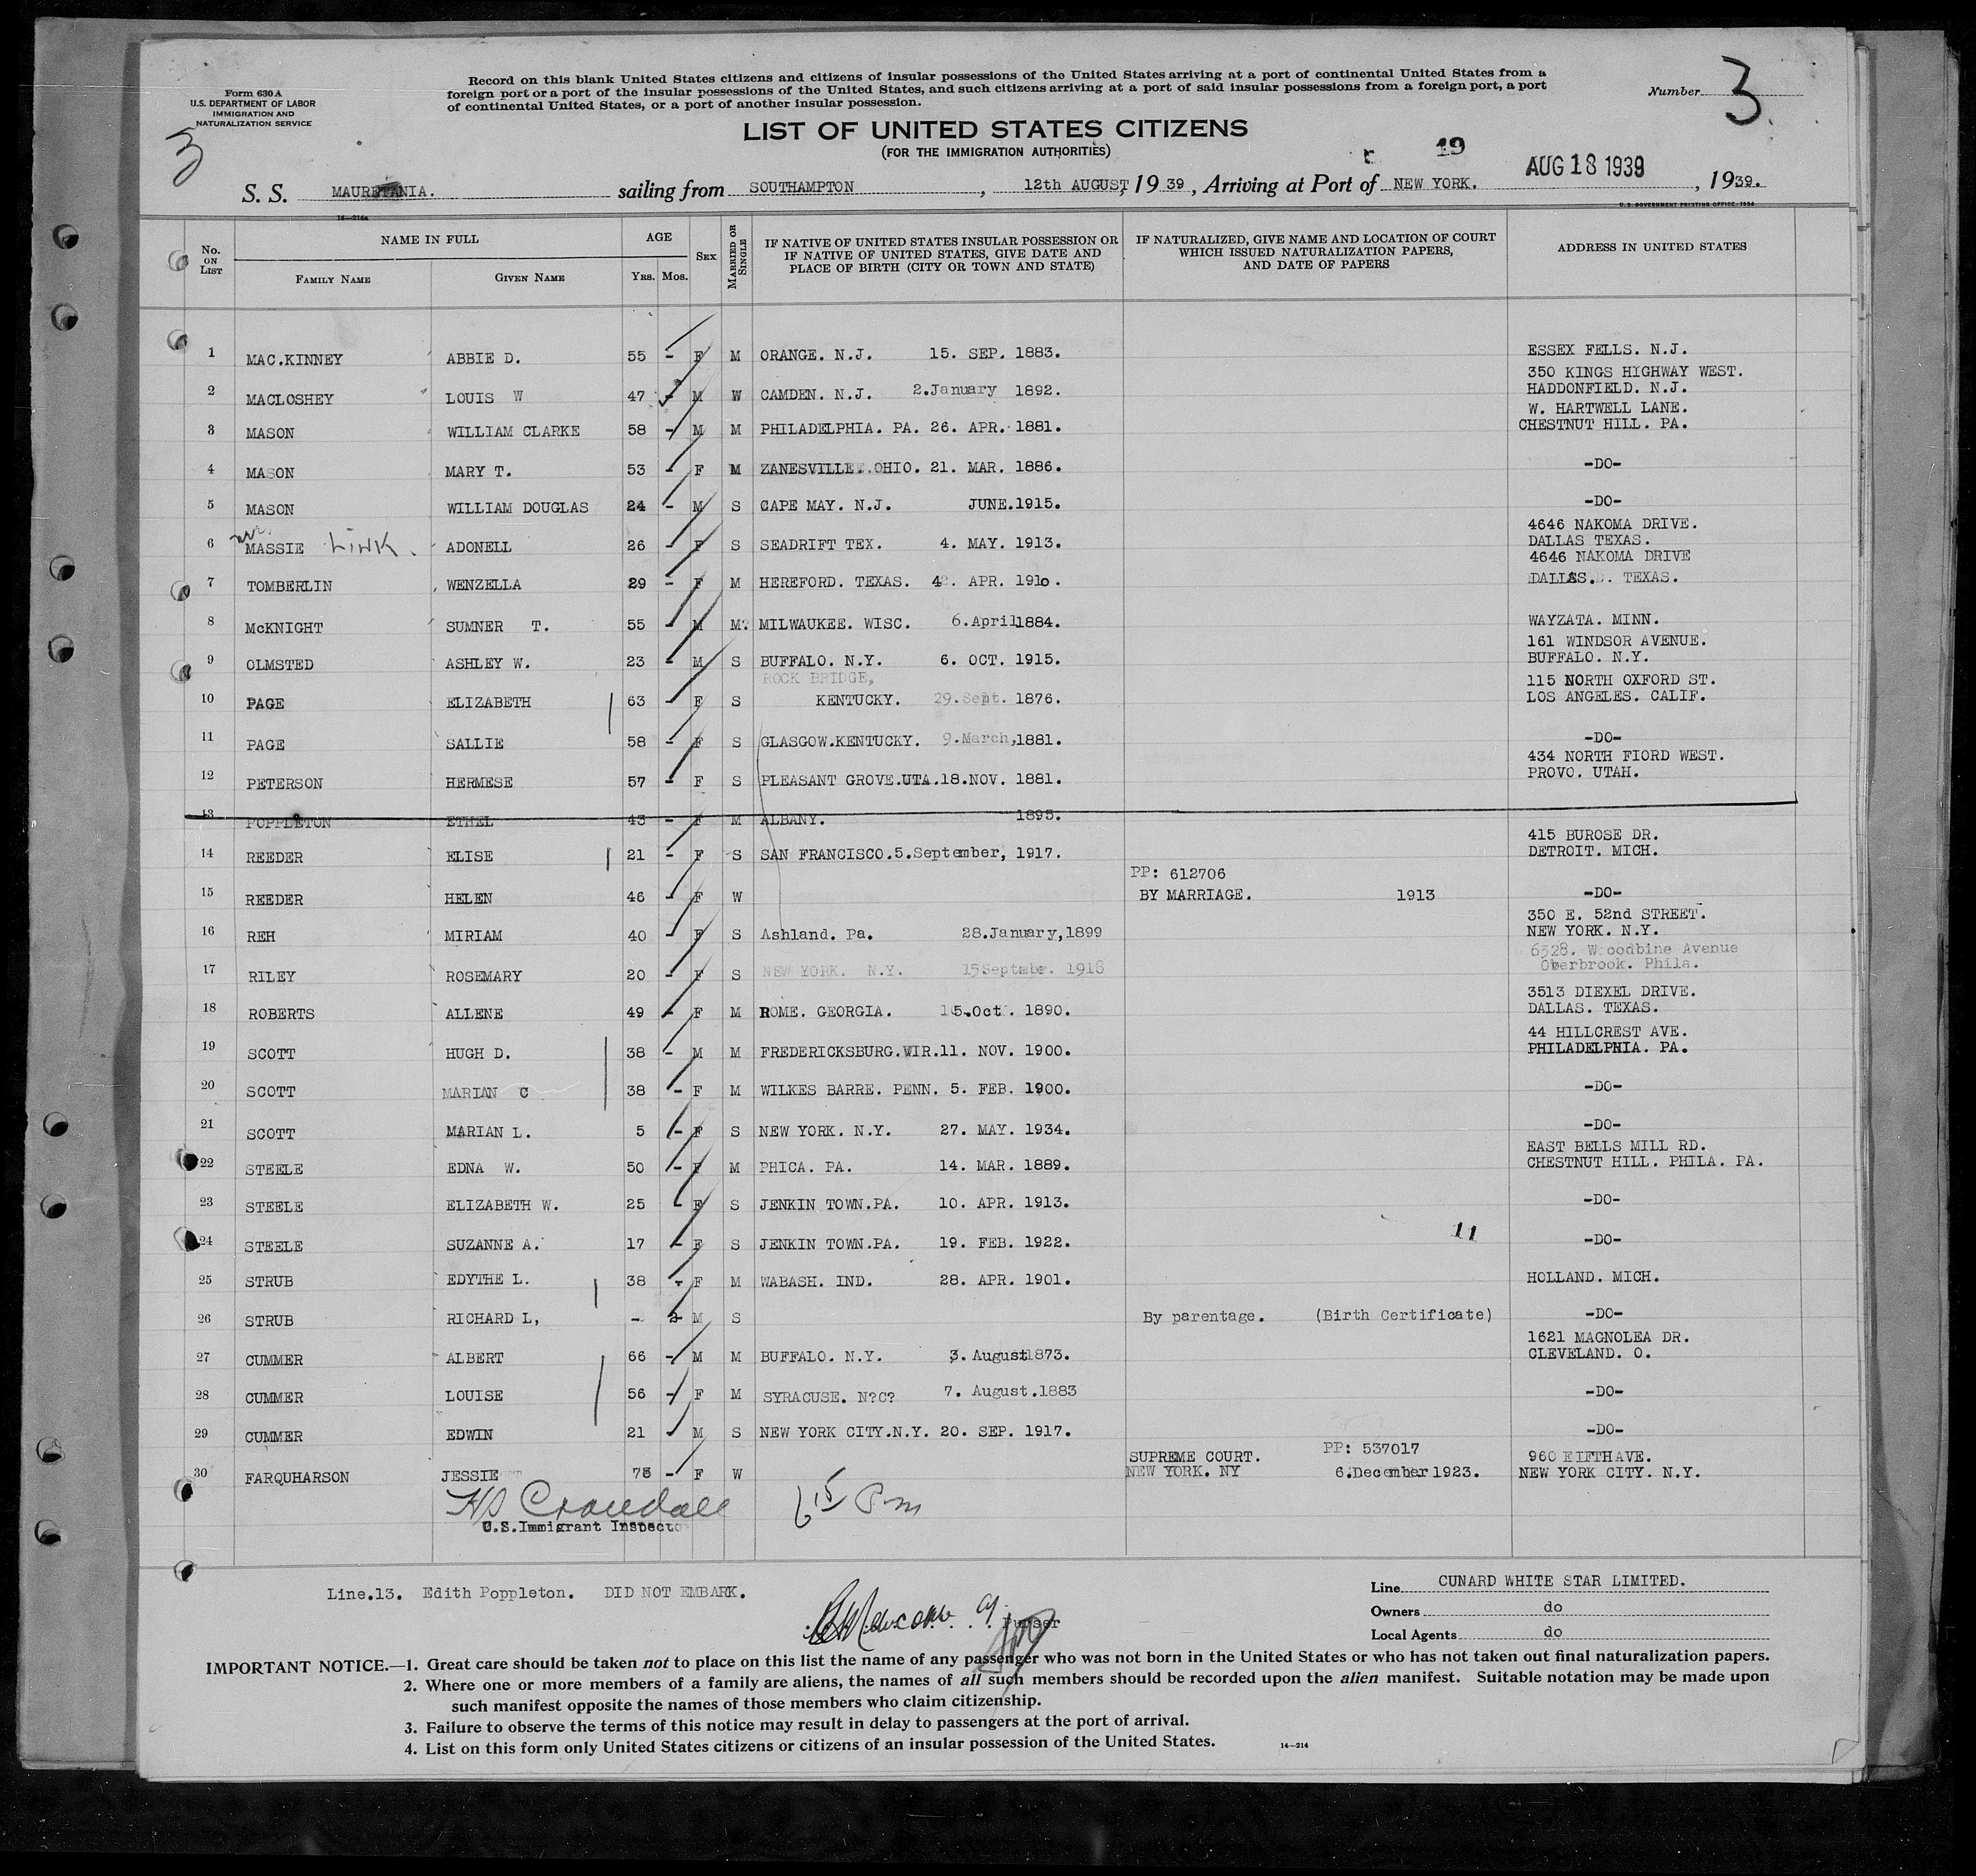 Form 630 A
U.S. DEPARTMENT OF LABOR
IMMIGRATION AND
NATURALIZATION SERVICE
3
Record on this blank United States citizens and citizens of insular possessions of the United States arriving at a port of continental United States from a
foreign port or a port of the insular possessions of the United States, and such citizens arriving at a port of said insular possessions from a foreign port, a port
of continental United States, or a port of another insular possession.
Number 3
LIST OF UNITED STATES CITIZENS
(FOR THE IMMIGRATION AUTHORITIES)
19
S. S. MAURETANIA. sailing from SOUTHAMPTON, 12th AUGUST, 19 39, Arriving at Port of NEW YORK. AUG 18 1939, 1939.
14—214a
U. S. GOVERNMENT PRINTING OFFICE: 1934
No. ON LIST
NAME IN FULL
FAMILY NAME
GIVEN NAME
AGE
YRS. MOS.
SEX
MARRIED OR SINGLE
IF NATIVE OF UNITED STATES INSULAR POSSESSION OR
IF NATIVE OF UNITED STATES, GIVE DATE AND
PLACE OF BIRTH (CITY OR TOWN AND STATE)
IF NATURALIZED, GIVE NAME AND LOCATION OF COURT
WHICH ISSUED NATURALIZATION PAPERS,
AND DATE OF PAPERS
ADDRESS IN UNITED STATES
1 MAC.KINNEY ABBIE D. 55 - F M ORANGE. N.J. 15. SEP. 1883. ESSEX FELLS. N.J.
350 KINGS HIGHWAY WEST.
2 MACLOSHEY LOUIS W 47 - M W CAMDEN. N.J. 2.January 1892. HADDONFIELD. N.J.
W. HARTWELL LANE.
3 MASON WILLIAM CLARKE 58 - M M PHILADELPHIA. PA. 26. APR. 1881. CHESTNUT HILL. PA.
4 MASON MARY T. 53 - F M ZANESVILLE. OHIO. 21. MAR. 1886. -DO-
5 MASON WILLIAM DOUGLAS 24 - M S CAPE MAY. N.J. JUNE.1915. -DO-
4646 NAKOMA DRIVE.
6 MASSIE LINK. ADONELL 26 - F S SEADRIFT TEX. 4. MAY. 1913. DALLAS TEXAS.
4646 NAKOMA DRIVE
7 TOMBERLIN WENZELLA 29 - F M HEREFORD. TEXAS. 4. APR. 1910. DALLAS. TEXAS.
8 McKNIGHT SUMNER T. 55 - M M? MILWAUKEE. WISC. 6.April1884. WAYZATA. MINN.
161 WINDSOR AVENUE.
9 OLMSTED ASHLEY W. 23 - M S BUFFALO. N.Y. 6. OCT. 1915. BUFFALO. N.Y.
ROCK BRIDGE, 115 NORTH OXFORD ST.
10 PAGE ELIZABETH 63 - F S KENTUCKY. 29.Sept. 1876. LOS ANGELES. CALIF.
11 PAGE SALLIE 58 - F S GLASGOW.KENTUCKY. 9.March,1881. -DO-
434 NORTH FIORD WEST.
12 PETERSON HERMESE 57 - F S PLEASANT GROVE.UTA.18.NOV. 1881. PROVO. UTAH.
13 POPPLETON ETHEL 43 - F M ALBANY. 1895.
415 BUROSE DR.
14 REEDER ELISE 21 - F S SAN FRANCISCO.5.September, 1917. DETROIT. MICH.
PP: 612706
15 REEDER HELEN 46 - F W BY MARRIAGE. 1913 -DO-
350 E. 52nd STREET.
16 REH MIRIAM 40 - F S Ashland. Pa. 28.January,1899 NEW YORK. N.Y.
6328. Woodbine Avenue
17 RILEY ROSEMARY 20 - F S NEW YORK. N.Y. 15 Septmbr. 1918 Overbrook. Phila.
3513 DIEXEL DRIVE.
18 ROBERTS ALLENE 49 - F M ROME. GEORGIA. 15.Oct. 1890. DALLAS. TEXAS.
44 HILLCREST AVE.
19 SCOTT HUGH D. 38 - M M FREDERICKSBURG.VIR.11. NOV. 1900. PHILADELPHIA. PA.
20 SCOTT MARIAN C 38 - F M WILKES BARRE. PENN. 5. FEB. 1900. -DO-
21 SCOTT MARIAN L. 5 - F S NEW YORK. N.Y. 27. MAY. 1934. -DO-
EAST BELLS MILL RD.
22 STEELE EDNA W. 50 - F M PHICA. PA. 14. MAR. 1889. CHESTNUT HILL. PHILA. PA.
23 STEELE ELIZABETH W. 25 - F S JENKIN TOWN.PA. 10. APR. 1913. -DO-
11
24 STEELE SUZANNE A. 17 - F S JENKIN TOWN.PA. 19. FEB. 1922. -DO-
25 STRUB EDYTHE L. 38 - F M WABASH. IND. 28. APR. 1901. HOLLAND. MICH.
26 STRUB RICHARD L, - M S By parentage. (Birth Certificate) -DO-
1621 MAGNOLEA DR.
27 CUMMER ALBERT 66 - M M BUFFALO. N.Y. 3. August1873. CLEVELAND. O.
28 CUMMER LOUISE 56 - F M SYRACUSE. N?C? 7. August.1883 -DO-
29 CUMMER EDWIN 21 M S NEW YORK CITY.N.Y. 20. SEP. 1917. -DO-
SUPREME COURT. PP: 537017 960 FIFTHAVE.
30 FARQUHARSON JESSIE 75 - F W NEW YORK. NY 6.December1923. NEW YORK CITY. N.Y.
HS Crandall 6 15 Pm
U.S.Immigrant Inspector
Line.13. Edith Poppleton. DID NOT EMBARK.
Purser
Line CUNARD WHITE STAR LIMITED.
Owners do
Local Agents do
IMPORTANT NOTICE.—1. Great care should be taken not to place on this list the name of any passenger who was not born in the United States or who has not taken out final naturalization papers.
2. Where one or more members of a family are aliens, the names of all such members should be recorded upon the alien manifest. Suitable notation may be made upon
such manifest opposite the names of those members who claim citizenship.
3. Failure to observe the terms of this notice may result in delay to passengers at the port of arrival.
4. List on this form only United States citizens or citizens of an insular possession of the United States.
14—214